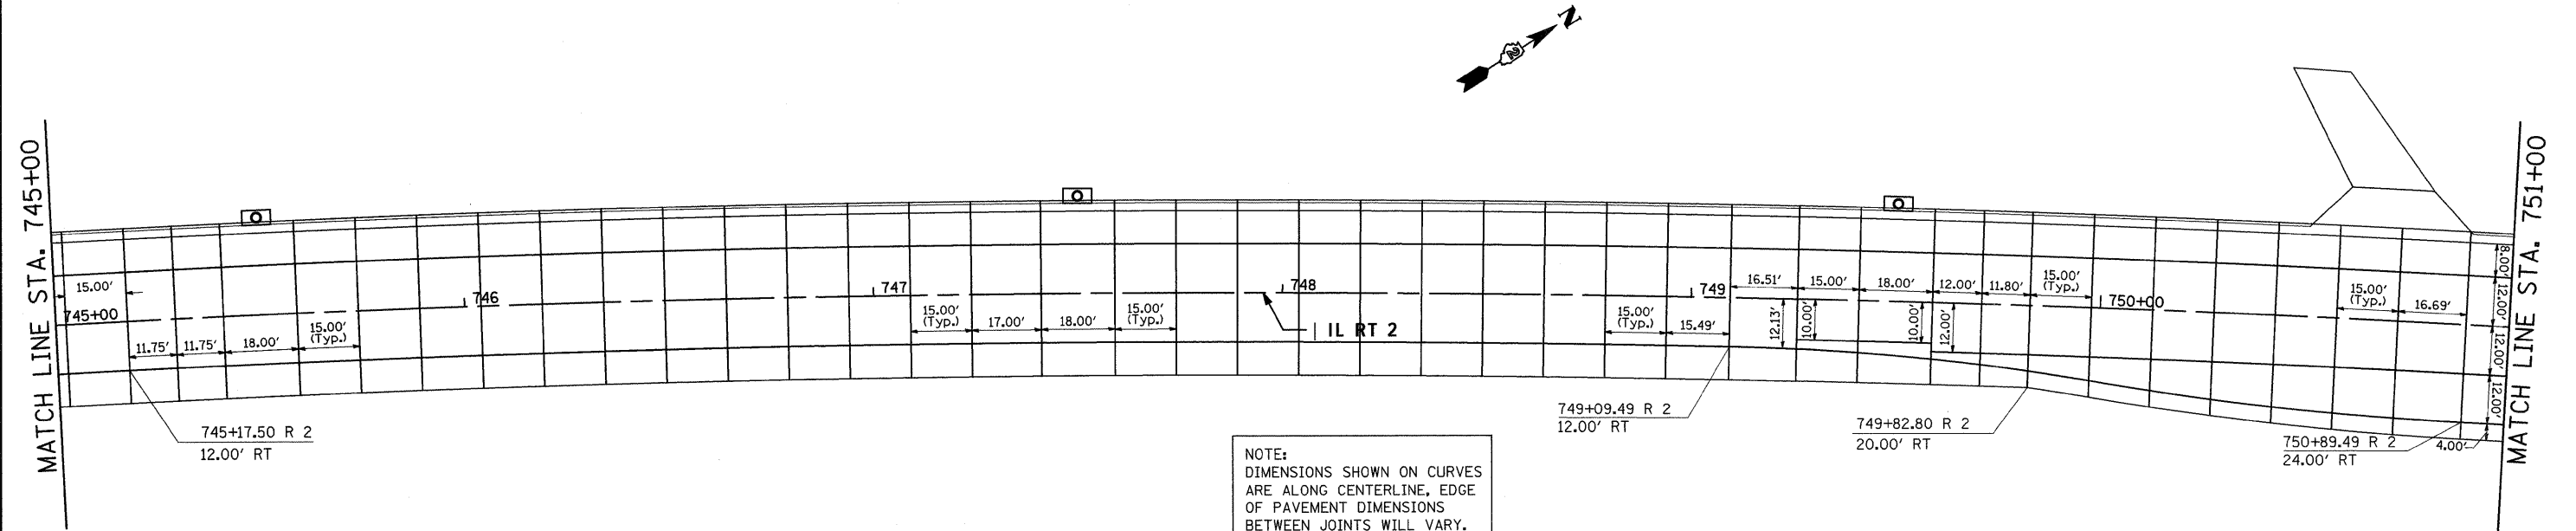 N
2
MATCH LINE STA. 745+00
MATCH LINE STA. 751+00
15.00'
745+00
11.75'
11.75'
18.00'
15.00'
(Typ.)
746
747
15.00'
(Typ.)
17.00'
18.00'
15.00'
(Typ.)
748
IL RT 2
15.00'
(Typ.)
15.49'
749
16.51'
12.13'
15.00'
10.00'
18.00'
10.00'
12.00'
12.00'
11.80'
15.00'
(Typ.)
750+00
15.00'
(Typ.)
16.69'
8.00'
12.00'
12.00'
12.00'
4.00'
745+17.50 R 2
12.00' RT
749+09.49 R 2
12.00' RT
749+82.80 R 2
20.00' RT
750+89.49 R 2
24.00' RT
NOTE:
DIMENSIONS SHOWN ON CURVES
ARE ALONG CENTERLINE, EDGE
OF PAVEMENT DIMENSIONS
BETWEEN JOINTS WILL VARY.